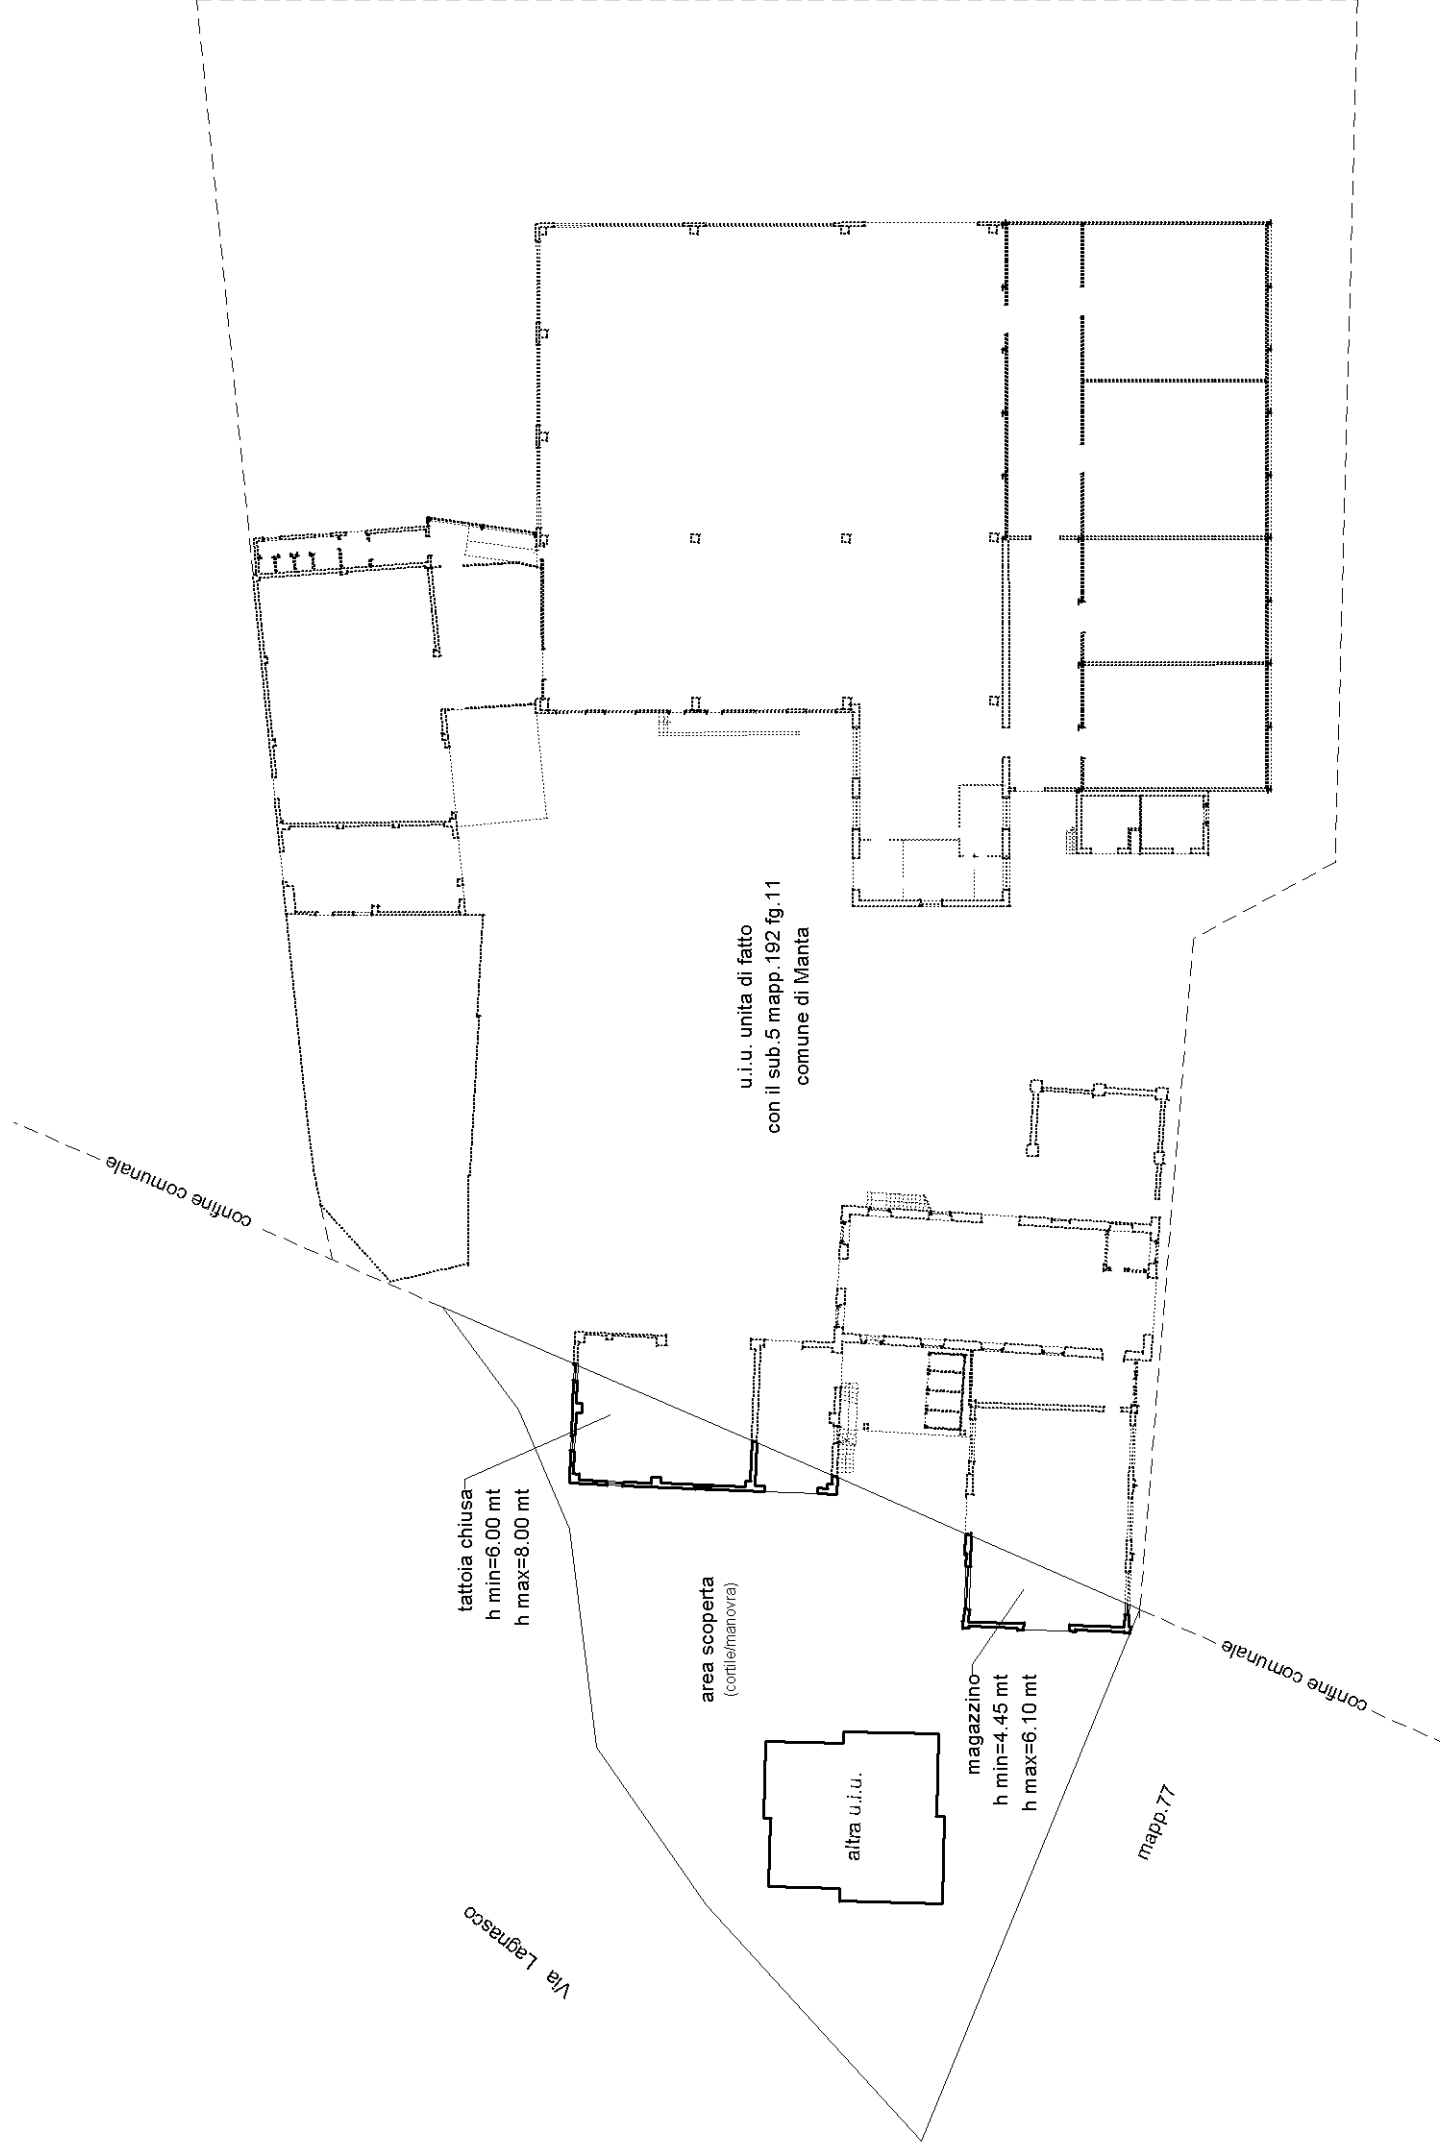 u.i.u. unita di fatto
con il sub.5 mapp.192 fg.11
comune di Manta
confine comunale
tattoia chiusa
h min=6.00 mt
h max=8.00 mt
area scoperta
(cortile/manovra)
magazzino
h min=4.45 mt
h max=6.10 mt
confine comunale
altra u.i.u.
mapp.77
Via Lagnasco